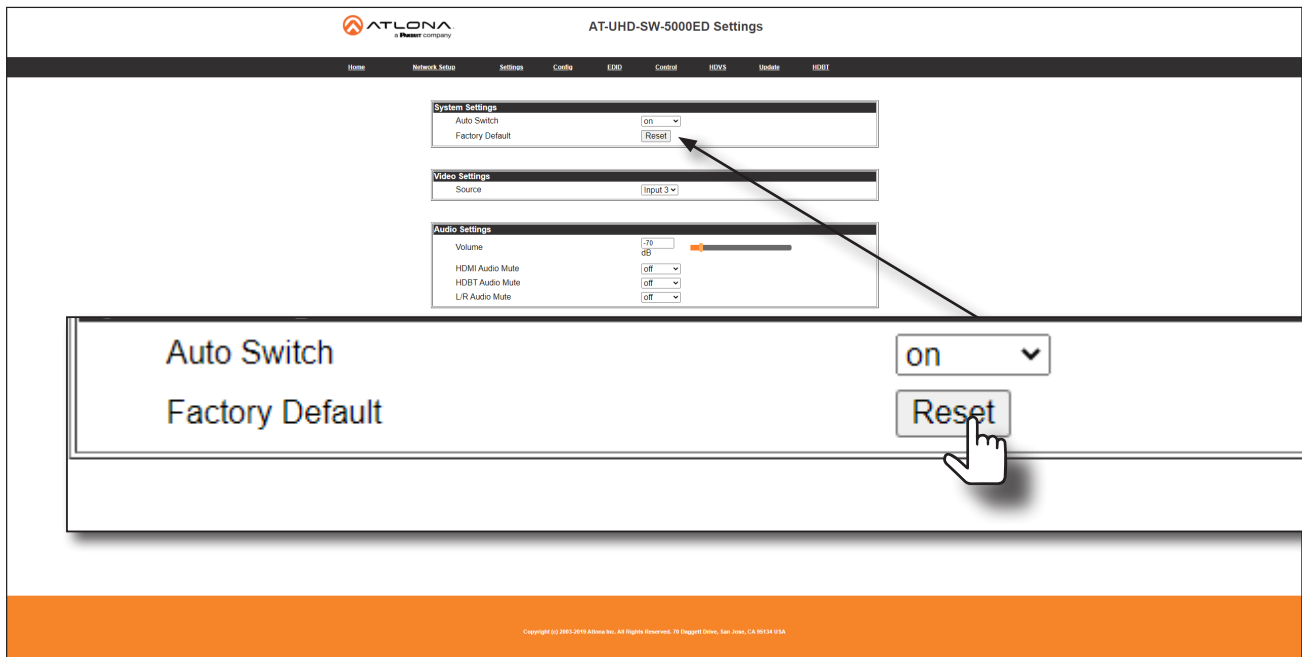 ATLONA
a PANDUIT company
AT-UHD-SW-5000ED Settings
Home Network Setup Settings Config EDID Control HDVS Update HDBT
System Settings
Auto Switch on
Factory Default Reset
Video Settings
Source Input 3
Audio Settings
Volume -70
dB
HDMI Audio Mute off
HDBT Audio Mute off
L/R Audio Mute off
Auto Switch on
Factory Default Reset
Copyright (c) 2003-2019 Atlona Inc. All Rights Reserved. 70 Daggett Drive, San Jose, CA 95134 USA